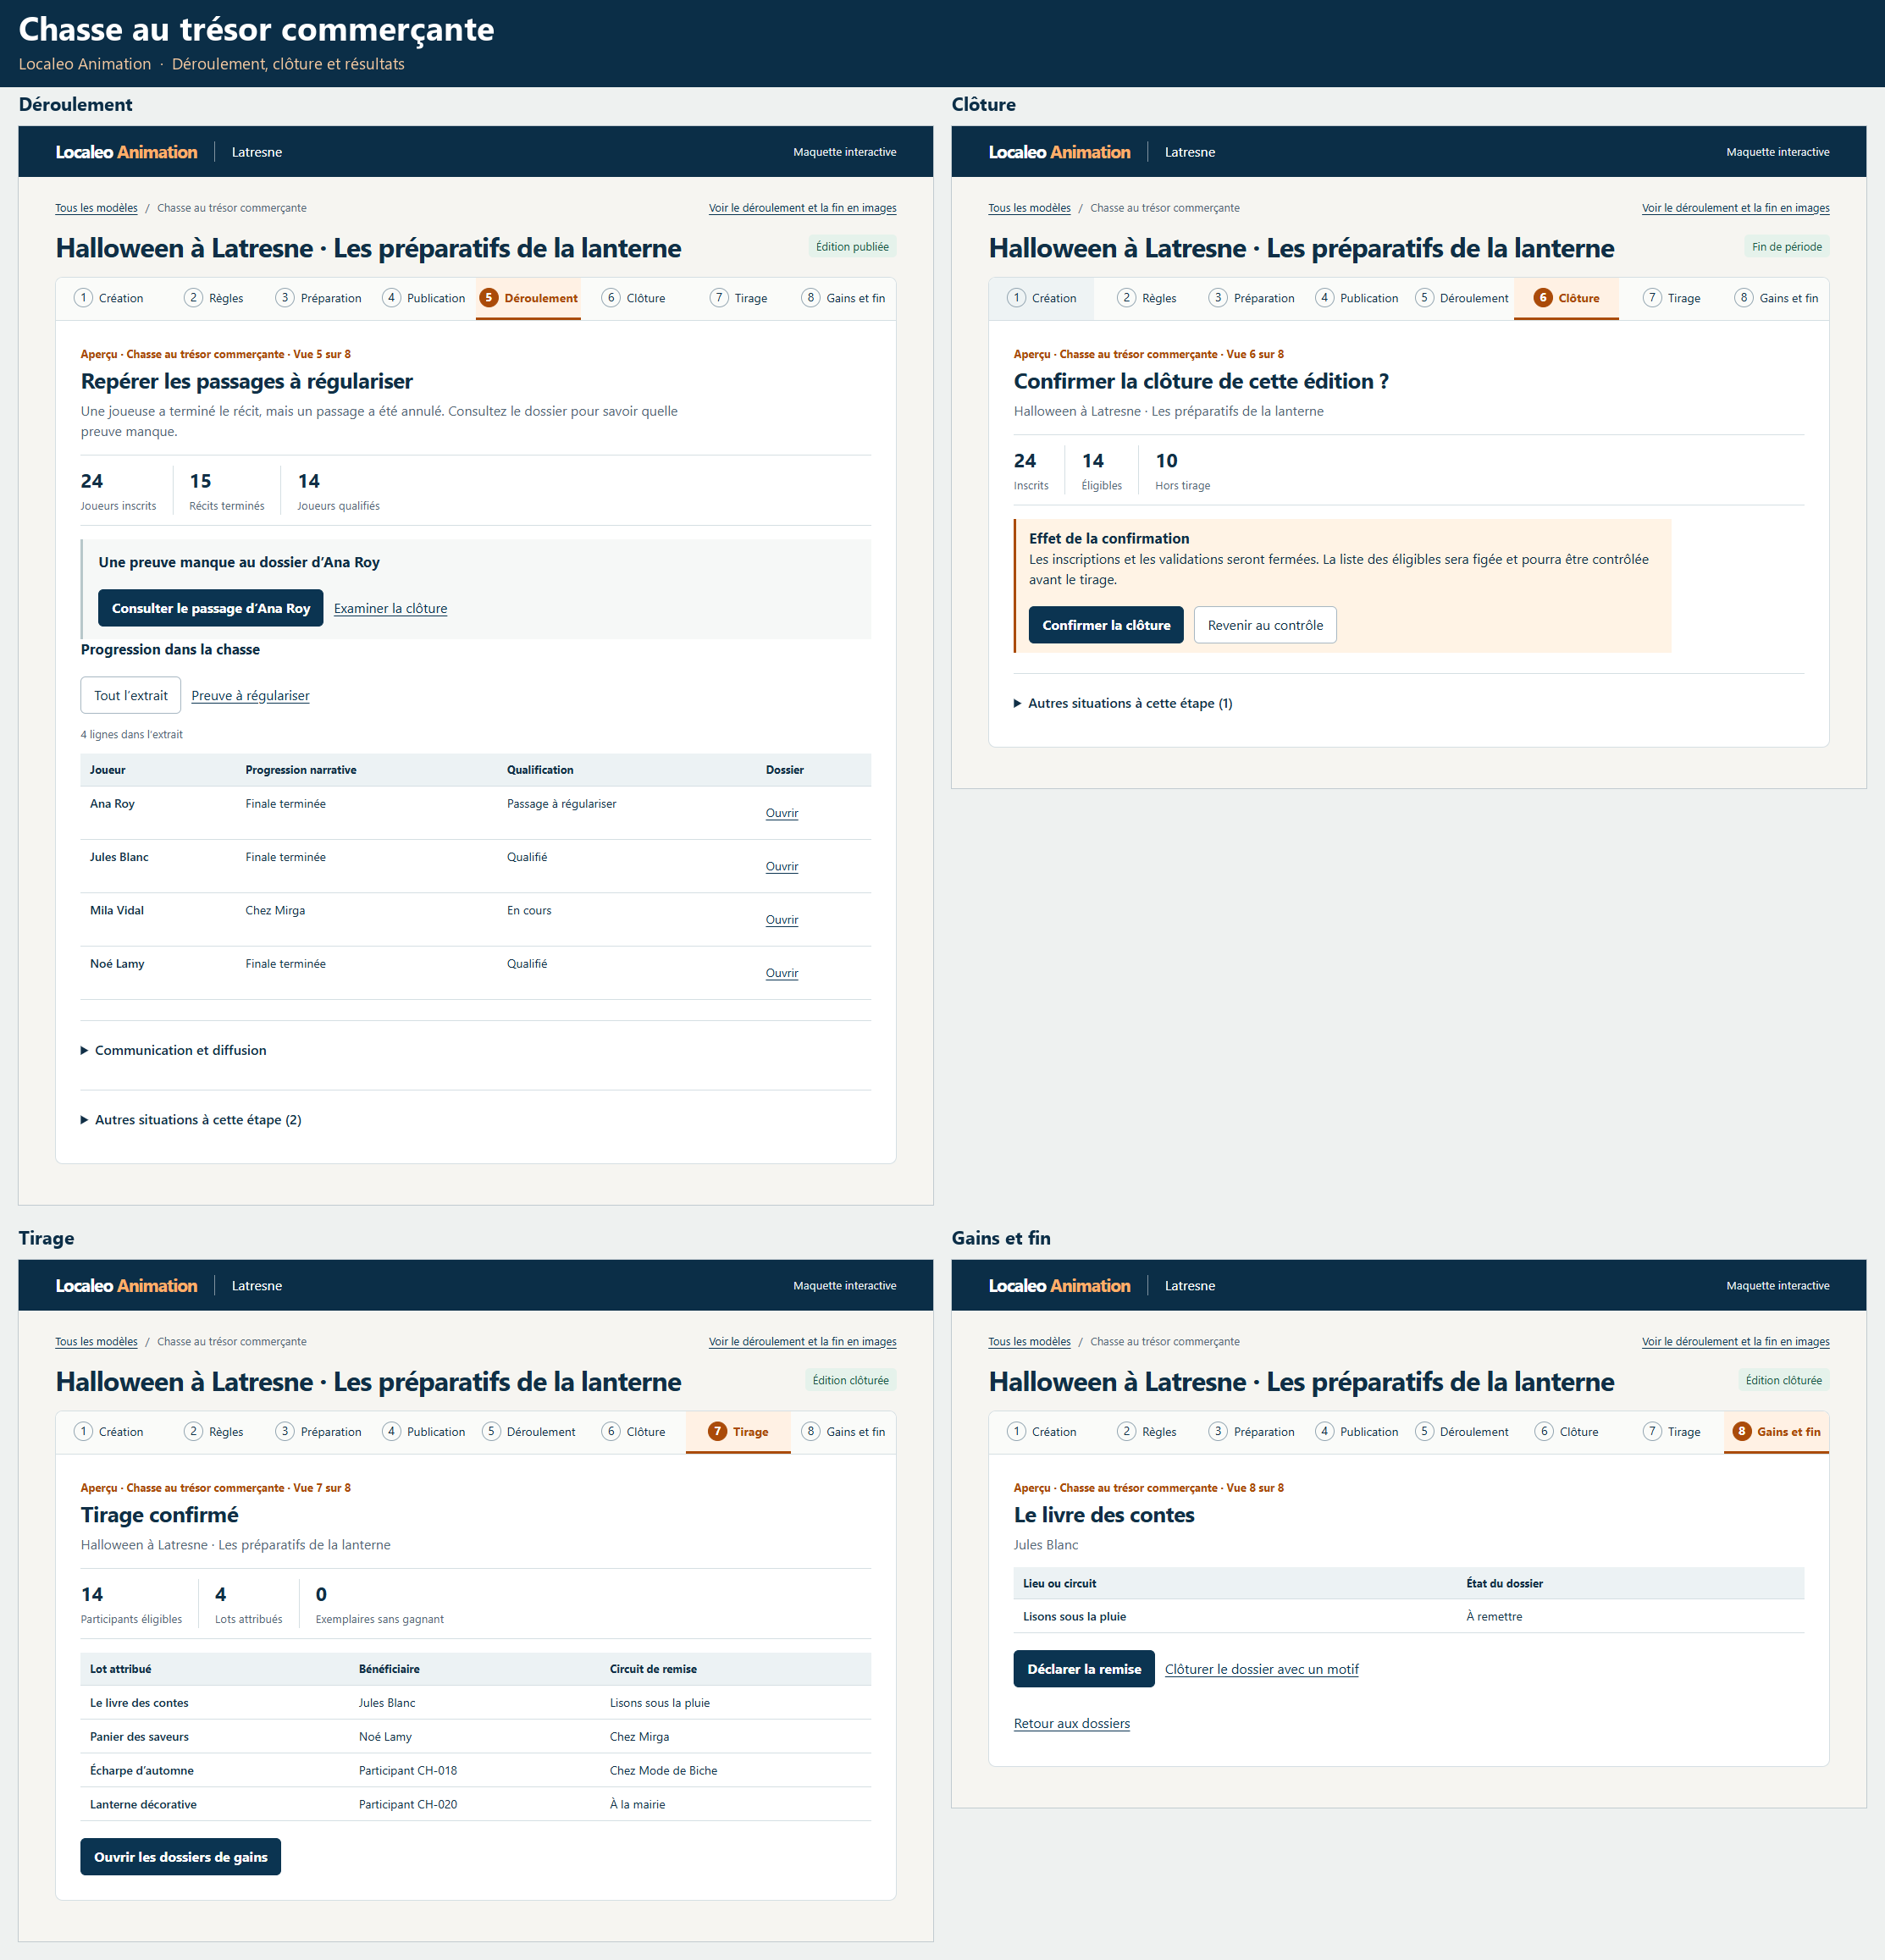 Chasse au trésor commerçante
Localeo Animation · Déroulement, clôture et résultats
Déroulement
Localeo Animation
Latresne
Maquette interactive
Tous les modèles / Chasse au trésor commerçante
Voir le déroulement et la fin en images
Halloween à Latresne · Les préparatifs de la lanterne
Édition publiée
1 Création
2 Règles
3 Préparation
4 Publication
5 Déroulement
6 Clôture
7 Tirage
8 Gains et fin
Aperçu · Chasse au trésor commerçante · Vue 5 sur 8
Repérer les passages à régulariser
Une joueuse a terminé le récit, mais un passage a été annulé. Consultez le dossier pour savoir quelle
preuve manque.
24 15 14
Joueurs inscrits Récits terminés Joueurs qualifiés
Une preuve manque au dossier d’Ana Roy
Consulter le passage d’Ana Roy
Examiner la clôture
Progression dans la chasse
Tout l’extrait
Preuve à régulariser
4 lignes dans l’extrait
Joueur Progression narrative Qualification Dossier
Ana Roy Finale terminée Passage à régulariser Ouvrir
Jules Blanc Finale terminée Qualifié Ouvrir
Mila Vidal Chez Mirga En cours Ouvrir
Noé Lamy Finale terminée Qualifié Ouvrir
Communication et diffusion
Autres situations à cette étape (2)
Clôture
Localeo Animation
Latresne
Maquette interactive
Tous les modèles / Chasse au trésor commerçante
Voir le déroulement et la fin en images
Halloween à Latresne · Les préparatifs de la lanterne
Fin de période
1 Création
2 Règles
3 Préparation
4 Publication
5 Déroulement
6 Clôture
7 Tirage
8 Gains et fin
Aperçu · Chasse au trésor commerçante · Vue 6 sur 8
Confirmer la clôture de cette édition ?
Halloween à Latresne · Les préparatifs de la lanterne
24 14 10
Inscrits Éligibles Hors tirage
Effet de la confirmation
Les inscriptions et les validations seront fermées. La liste des éligibles sera figée et pourra être contrôlée
avant le tirage.
Confirmer la clôture
Revenir au contrôle
Autres situations à cette étape (1)
Tirage
Localeo Animation
Latresne
Maquette interactive
Tous les modèles / Chasse au trésor commerçante
Voir le déroulement et la fin en images
Halloween à Latresne · Les préparatifs de la lanterne
Édition clôturée
1 Création
2 Règles
3 Préparation
4 Publication
5 Déroulement
6 Clôture
7 Tirage
8 Gains et fin
Aperçu · Chasse au trésor commerçante · Vue 7 sur 8
Tirage confirmé
Halloween à Latresne · Les préparatifs de la lanterne
14 4 0
Participants éligibles Lots attribués Exemplaires sans gagnant
Lot attribué Bénéficiaire Circuit de remise
Le livre des contes Jules Blanc Lisons sous la pluie
Panier des saveurs Noé Lamy Chez Mirga
Écharpe d’automne Participant CH-018 Chez Mode de Biche
Lanterne décorative Participant CH-020 À la mairie
Ouvrir les dossiers de gains
Gains et fin
Localeo Animation
Latresne
Maquette interactive
Tous les modèles / Chasse au trésor commerçante
Voir le déroulement et la fin en images
Halloween à Latresne · Les préparatifs de la lanterne
Édition clôturée
1 Création
2 Règles
3 Préparation
4 Publication
5 Déroulement
6 Clôture
7 Tirage
8 Gains et fin
Aperçu · Chasse au trésor commerçante · Vue 8 sur 8
Le livre des contes
Jules Blanc
Lieu ou circuit État du dossier
Lisons sous la pluie À remettre
Déclarer la remise
Clôturer le dossier avec un motif
Retour aux dossiers